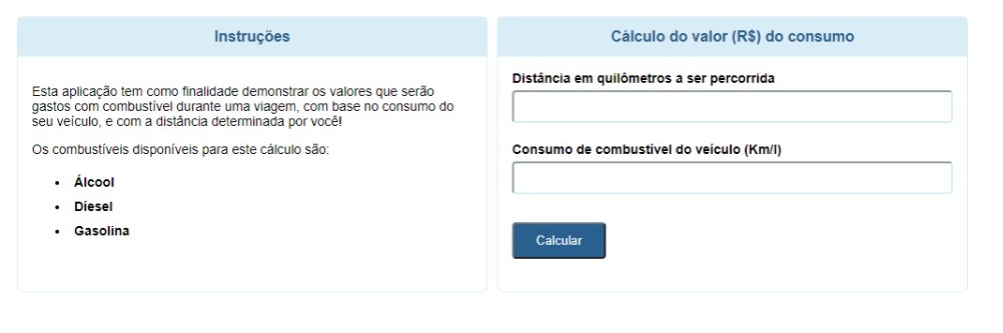 Instruções
Esta aplicação tem como finalidade demonstrar os valores que serão
gastos com combustível durante uma viagem, com base no consumo do
seu veículo, e com a distância determinada por você!
Os combustíveis disponíveis para este cálculo são:
• Álcool
• Diesel
• Gasolina
Cálculo do valor (R$) do consumo
Distância em quilômetros a ser percorrida
Consumo de combustível do veículo (Km/l)
Calcular